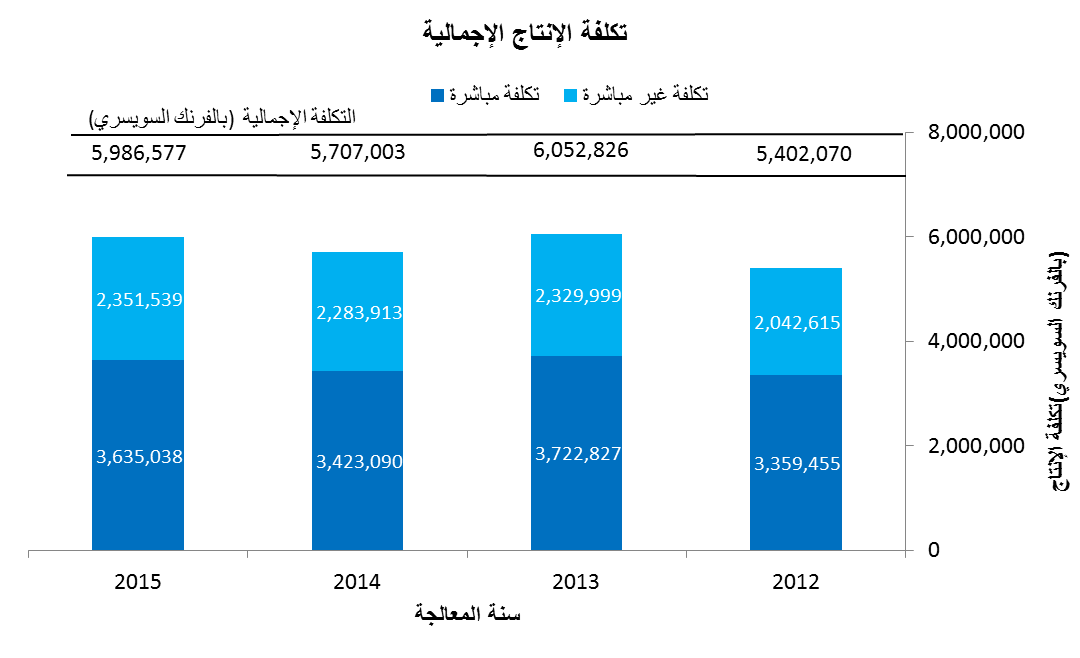 تكلفة الإنتاج الإجمالية
تكلفة مباشرة تكلفة غير مباشرة
التكلفة الإجمالية (بالفرنك السويسري)
5,986,577 5,707,003 6,052,826 5,402,070
8,000,000
6,000,000
4,000,000
2,000,000
0
2,351,539 2,283,913 2,329,999 2,042,615
3,635,038 3,423,090 3,722,827 3,359,455
2015 2014 2013 2012
سنة المعالجة
تكلفة الإنتاج(بالفرنك السويسري)